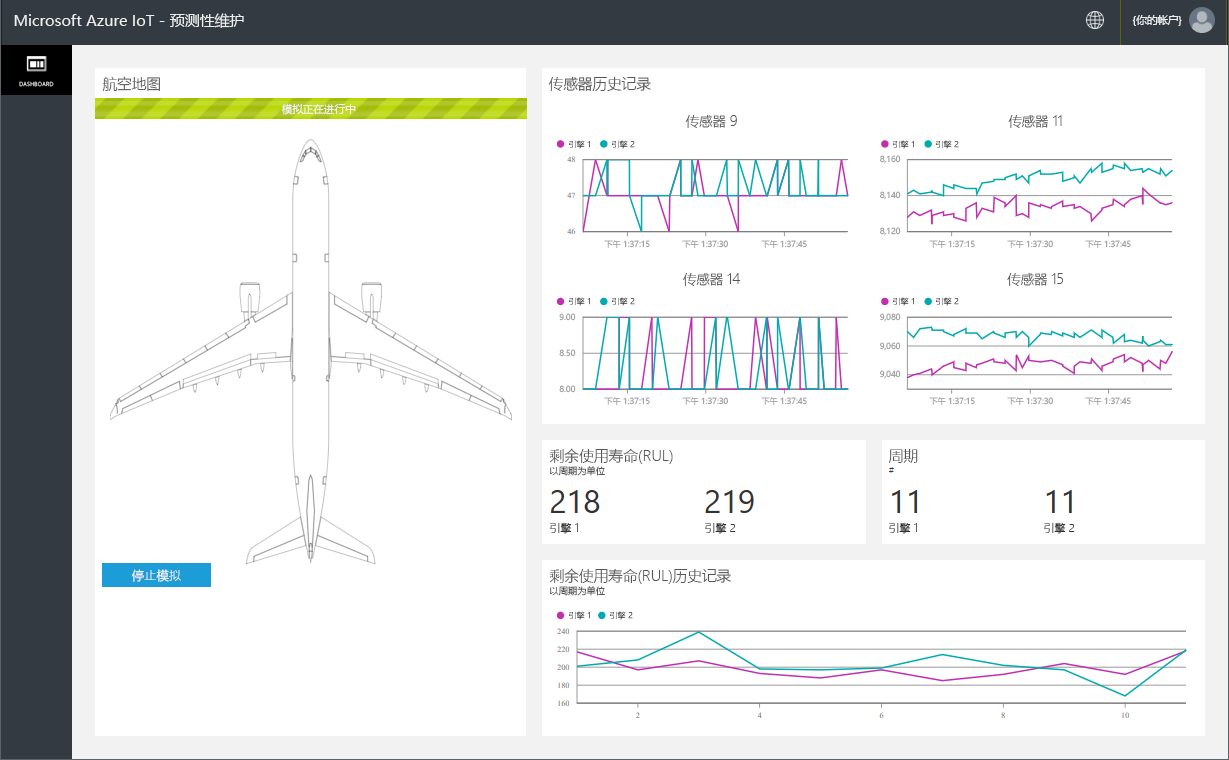 Microsoft Azure IoT - 预测性维护
{你的帐户}
DASHBOARD
航空地图
模拟正在进行中
停止模拟
传感器历史记录
传感器 9
引擎 1 引擎 2
48
47
46
下午 1:37:15 下午 1:37:30 下午 1:37:45
传感器 11
引擎 1 引擎 2
8,160
8,140
8,120
下午 1:37:15 下午 1:37:30 下午 1:37:45
传感器 14
引擎 1 引擎 2
9.00
8.50
8.00
下午 1:37:15 下午 1:37:30 下午 1:37:45
传感器 15
引擎 1 引擎 2
9,080
9,060
9,040
下午 1:37:15 下午 1:37:30 下午 1:37:45
剩余使用寿命(RUL)
以周期为单位
218 219
引擎 1 引擎 2
周期
#
11 11
引擎 1 引擎 2
剩余使用寿命(RUL)历史记录
以周期为单位
引擎 1 引擎 2
240
220
200
180
160
2 4 6 8 10